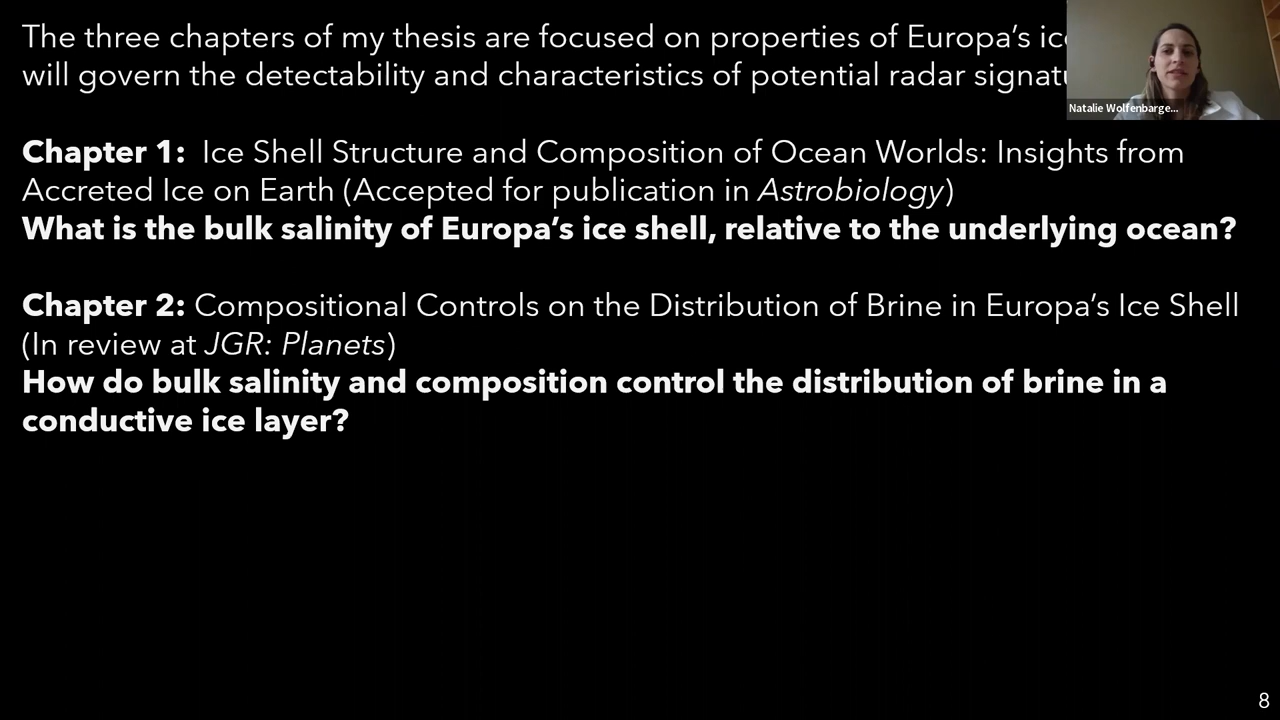 The three chapters of my thesis are focused on properties of Europa's ice
will govern the detectability and characteristics of potential radar
Natalie Wolfenbarge...
Chapter 1: Ice Shell Structure and Composition of Ocean Worlds: Insights from
Accreted Ice on Earth (Accepted for publication in Astrobiology)
What is the bulk salinity of Europa's ice shell, relative to the underlying ocean?
Chapter 2: Compositional Controls on the Distribution of Brine in Europa's Ice Shell
(In review at JGR: Planets)
How do bulk salinity and composition control the distribution of brine in a
conductive ice layer?
8